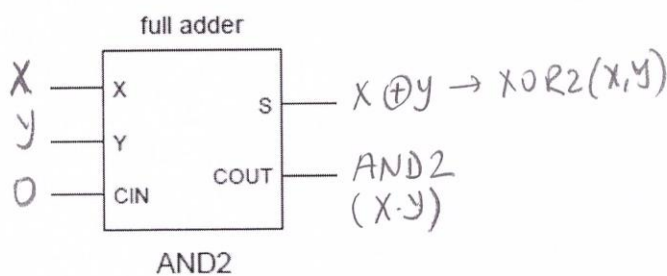 full adder
X X S X ⊕ y → XOR2(X,y)
y Y
COUT AND2
0 CIN (X·y)
AND2